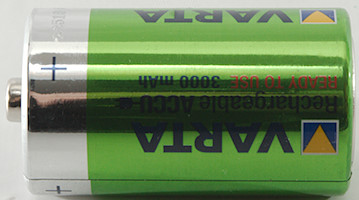 VARTA
Rechargeable ACCU
READY TO USE 3000 mAh
VARTA